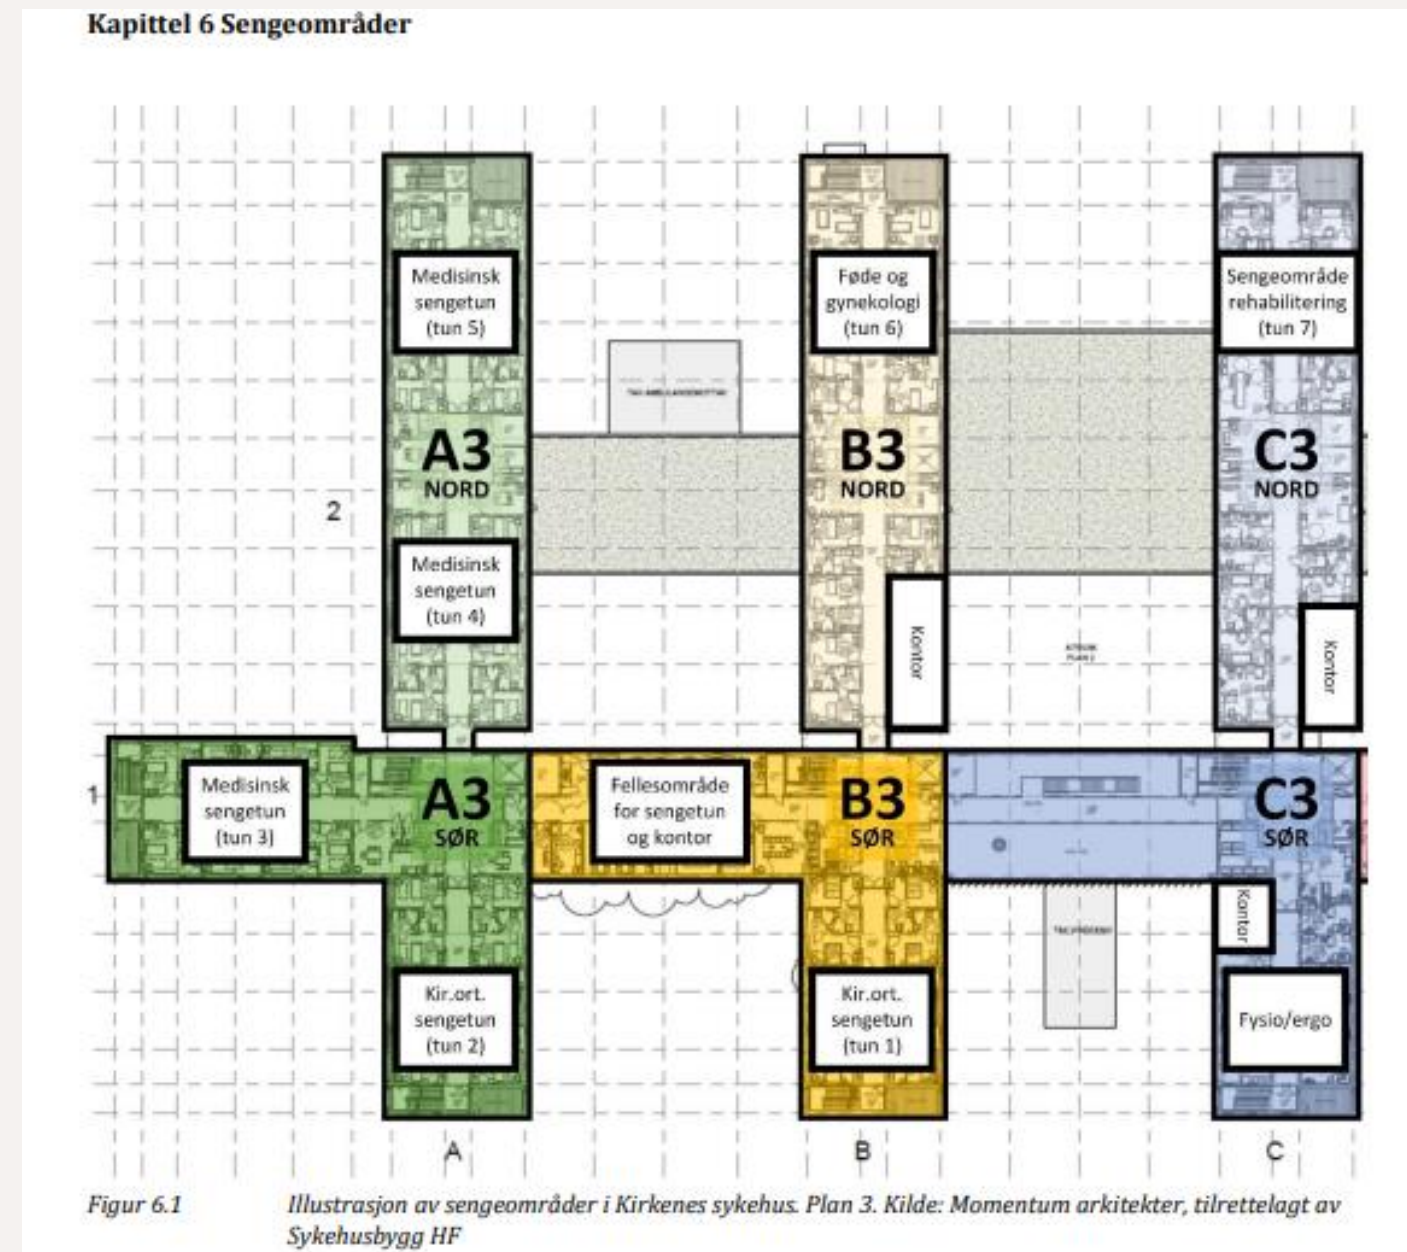 Kapittel 6 Sengeområder
Medisinsk
sengetun
(tun 5)
Føde og
gynekologi
(tun 6)
Sengeområde
rehabilitering
(tun 7)
A3
NORD
B3
NORD
C3
NORD
2
Medisinsk
sengetun
(tun 4)
Kontor
Kontor
1
Medisinsk
sengetun
(tun 3)
A3
SØR
Fellesområde
for sengetun
og kontor
B3
SØR
C3
SØR
Kontor
Kir.ort.
sengetun
(tun 2)
Kir.ort.
sengetun
(tun 1)
Fysio/ergo
A
B
C
Figur 6.1 Illustrasjon av sengeområder i Kirkenes sykehus. Plan 3. Kilde: Momentum arkitekter, tilrettelagt av
Sykehusbygg HF